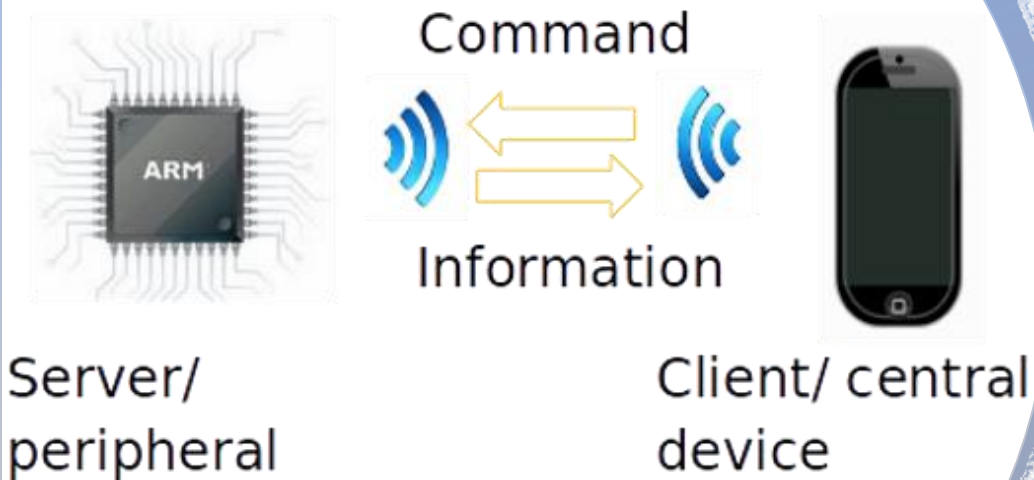 Command
ARM
Information
Server/
peripheral
Client/ central
device